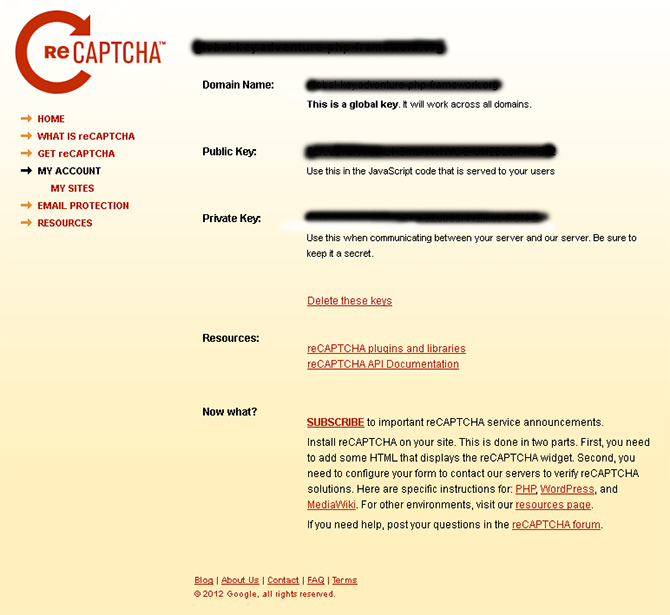 reCAPTCHA™
HOME
WHAT IS reCAPTCHA
GET reCAPTCHA
MY ACCOUNT
MY SITES
EMAIL PROTECTION
RESOURCES
Domain Name:
This is a global key. It will work across all domains.
Public Key:
Use this in the JavaScript code that is served to your users
Private Key:
Use this when communicating between your server and our server. Be sure to
keep it a secret.
Delete these keys
Resources:
reCAPTCHA plugins and libraries
reCAPTCHA API Documentation
Now what?
SUBSCRIBE to important reCAPTCHA service announcements.
Install reCAPTCHA on your site. This is done in two parts. First, you need
to add some HTML that displays the reCAPTCHA widget. Second, you
need to configure your form to contact our servers to verify reCAPTCHA
solutions. Here are specific instructions for: PHP, WordPress, and
MediaWiki. For other environments, visit our resources page.
If you need help, post your questions in the reCAPTCHA forum.
Blog | About Us | Contact | FAQ | Terms
© 2012 Google, all rights reserved.